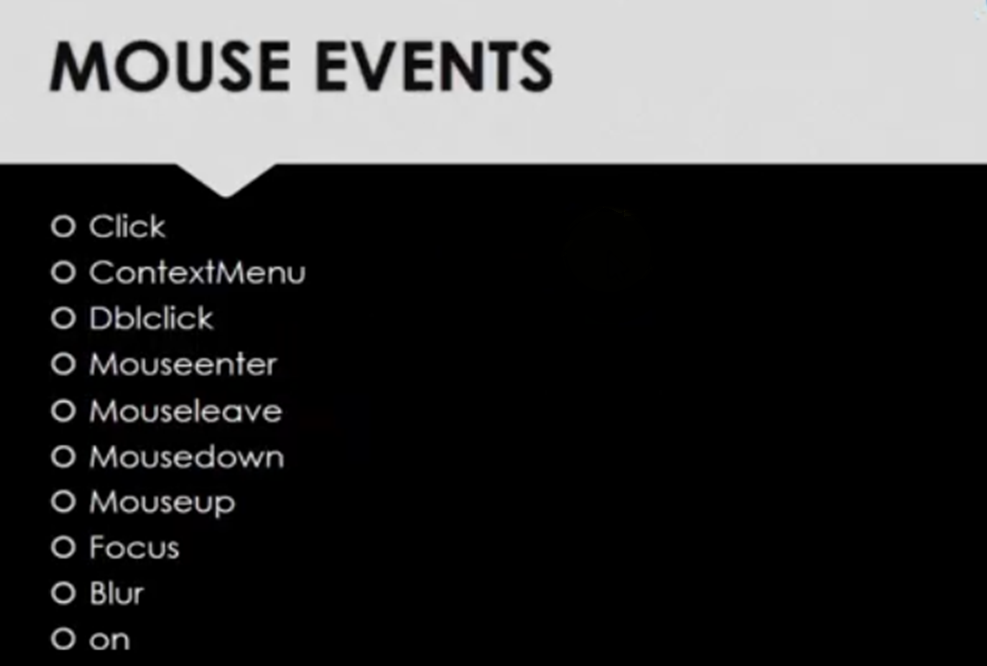 MOUSE EVENTS
Click
ContextMenu
Dblclick
Mouseenter
Mouseleave
Mousedown
Mouseup
Focus
Blur
on